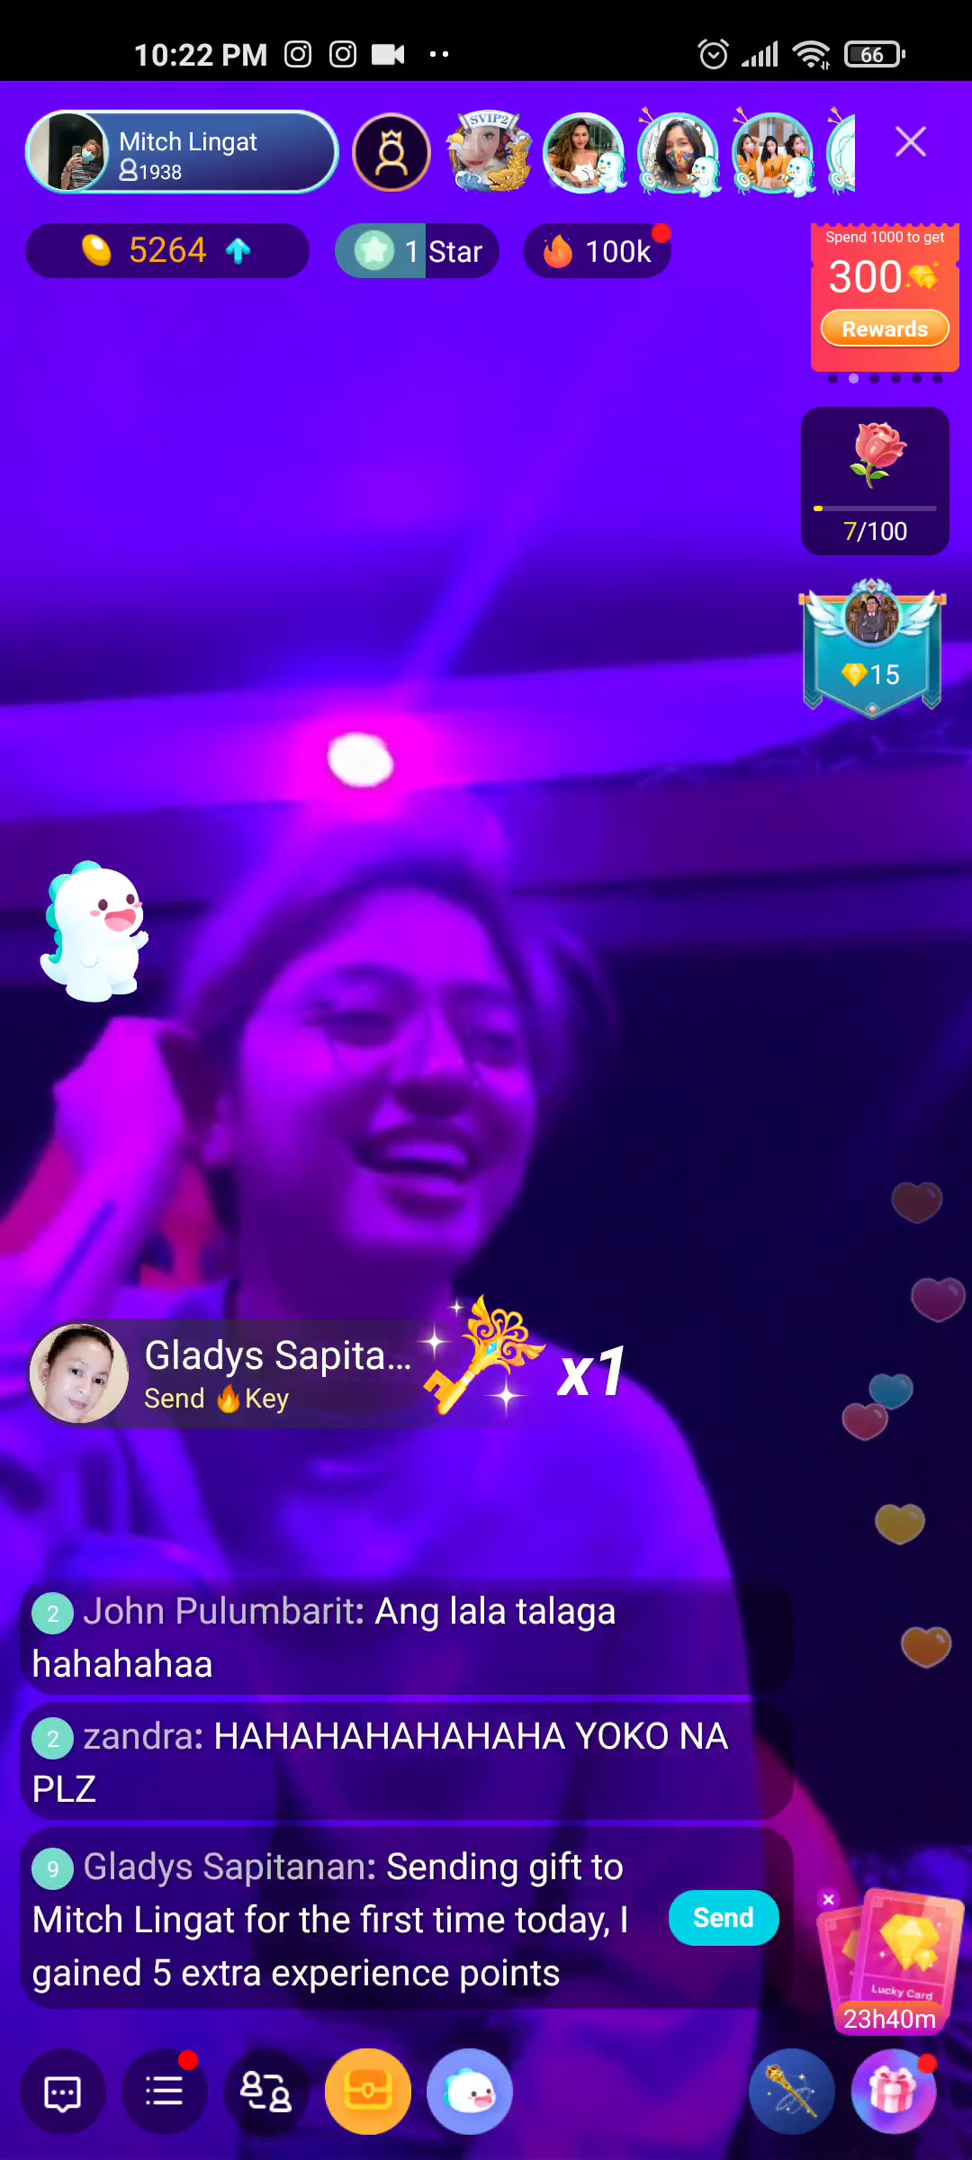 10:22 PM
66
Mitch Lingat
1938
SVIP2
5264
1 Star
100k
Spend 1000 to get
300
Rewards
7/100
15
Gladys Sapita...
Send Key
x1
2 John Pulumbarit: Ang lala talaga
hahahahaa
2 zandra: HAHAHAHAHAHAHA YOKO NA
PLZ
9 Gladys Sapitanan: Sending gift to
Mitch Lingat for the first time today, I
gained 5 extra experience points
Send
Lucky Card
23h40m